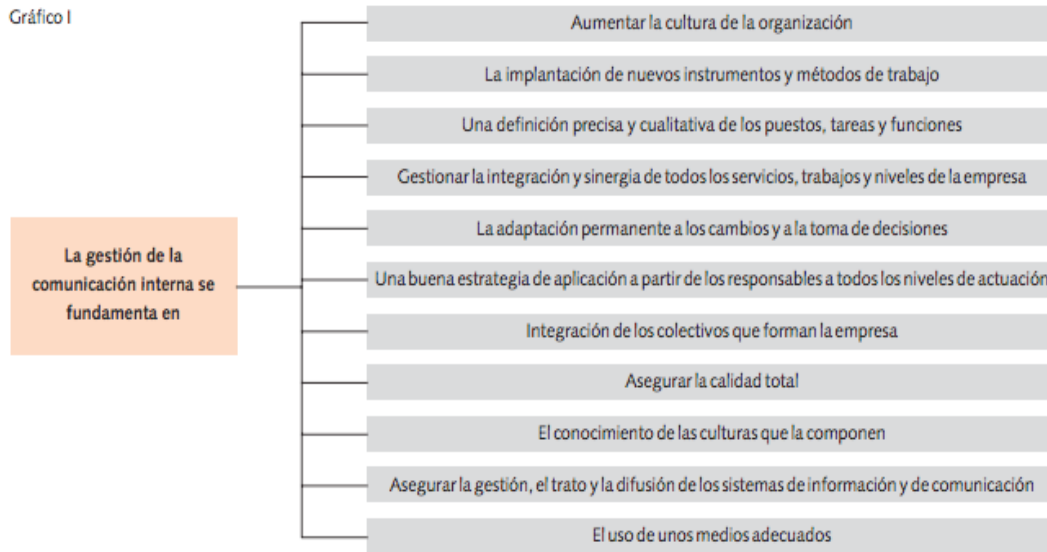 Gráfico I
Aumentar la cultura de la organización
La implantación de nuevos instrumentos y métodos de trabajo
Una definición precisa y cualitativa de los puestos, tareas y funciones
Gestionar la integración y sinergia de todos los servicios, trabajos y niveles de la empresa
La adaptación permanente a los cambios y a la toma de decisiones
La gestión de la
comunicación interna se
fundamenta en
Una buena estrategia de aplicación a partir de los responsables a todos los niveles de actuación
Integración de los colectivos que forman la empresa
Asegurar la calidad total
El conocimiento de las culturas que la componen
Asegurar la gestión, el trato y la difusión de los sistemas de información y de comunicación
El uso de unos medios adecuados